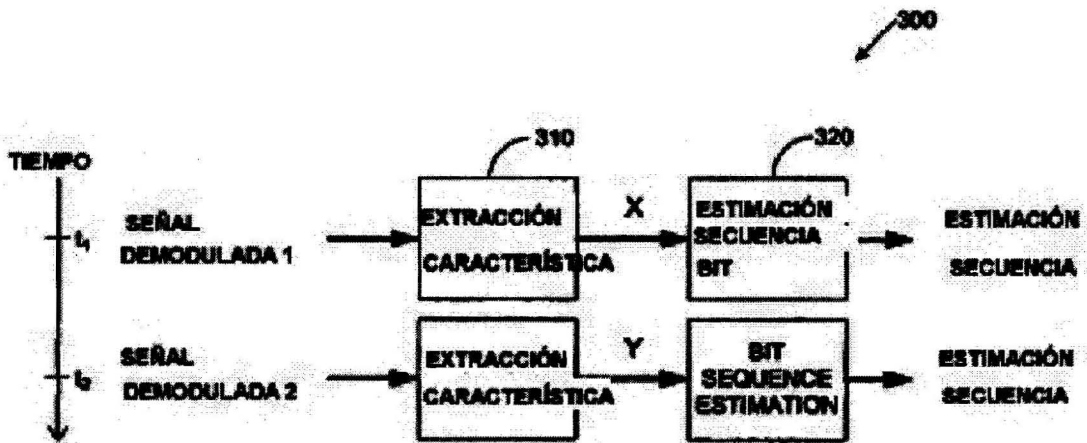 300
310
320
TIEMPO
t₁
SEÑAL
DEMODULADA 1
EXTRACCIÓN
CARACTERÍSTICA
X
ESTIMACIÓN
SECUENCIA
BIT
ESTIMACIÓN
SECUENCIA
t₂
SEÑAL
DEMODULADA 2
EXTRACCIÓN
CARACTERÍSTICA
Y
BIT
SEQUENCE
ESTIMATION
ESTIMACIÓN
SECUENCIA